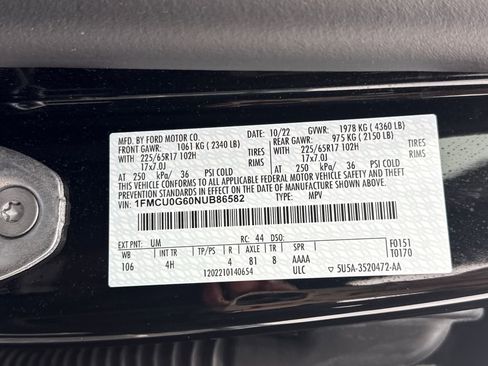 MFD. BY FORD MOTOR CO. 10/22 GVWR: 1978 KG ( 4360 LB)
FRONT GAWR: 1061 KG ( 2340 LB) REAR GAWR: 975 KG ( 2150 LB)
WITH 225/65R17 102H TIRES WITH 225/65R17 102H TIRES
17x7.0J RIMS 17x7.0J RIMS
AT 250 kPa/ 36 PSI COLD AT 250 kPa/ 36 PSI COLD
THIS VEHICLE CONFORMS TO ALL APPLICABLE FEDERAL MOTOR VEHICLE SAFETY AND THEFT
PREVENTION STANDARDS IN EFFECT ON THE DATE OF MANUFACTURE SHOWN ABOVE.
VIN: 1FMCU0G60NUB86582 TYPE: MPV
EXT PNT: UM RC: 44 DSO: F0151
WB TP/PS R AXLE TR SPR T0170
106 4H 4 81 8 AAAA
1202210140654 ULC ▽ 5U5A-3520472-AA